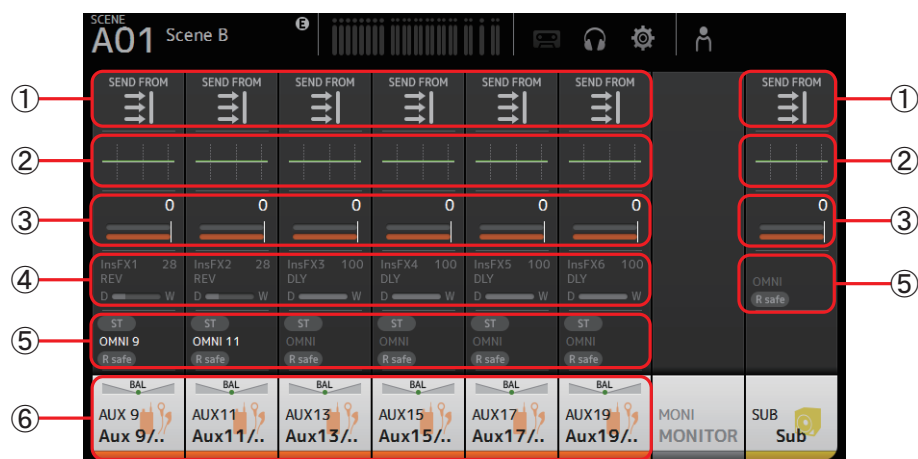 SCENE
A01 Scene B E
SEND FROM SEND FROM SEND FROM SEND FROM SEND FROM SEND FROM SEND FROM
① ①
② ②
0 0 0 0 0 0 0
③ ③
InsFX1 28 InsFX2 28 InsFX3 100 InsFX4 100 InsFX5 100 InsFX6 100
④ REV REV DLY DLY DLY DLY OMNI ⑤
D W D W D W D W D W D W R safe
ST ST ST ST ST ST
⑤ OMNI 9 OMNI 11 OMNI OMNI OMNI OMNI
R safe R safe R safe R safe R safe R safe
BAL BAL BAL BAL BAL BAL
⑥ AUX 9 AUX11 AUX13 AUX15 AUX17 AUX19 MONI SUB
Aux 9/.. Aux11/.. Aux13/.. Aux15/.. Aux17/.. Aux19/.. MONITOR Sub